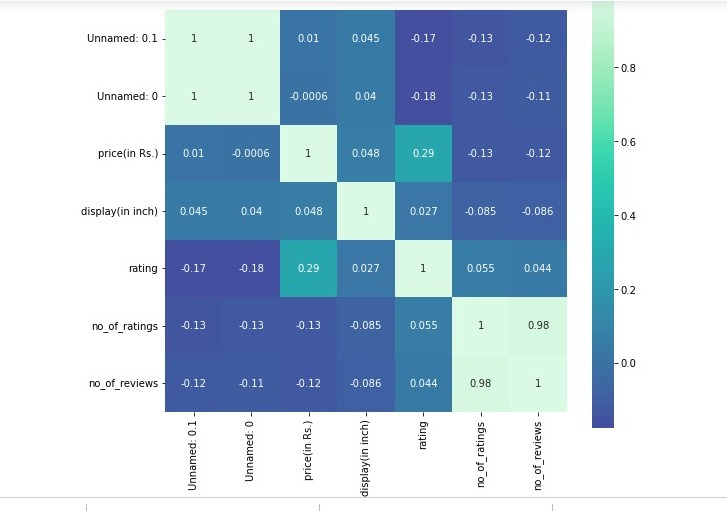 Unnamed: 0.1 1 1 0.01 0.045 -0.17 -0.13 -0.12
Unnamed: 0 1 1 -0.0006 0.04 -0.18 -0.13 -0.11
price(in Rs.) 0.01 -0.0006 1 0.048 0.29 -0.13 -0.12
display(in inch) 0.045 0.04 0.048 1 0.027 -0.085 -0.086
rating -0.17 -0.18 0.29 0.027 1 0.055 0.044
no_of_ratings -0.13 -0.13 -0.13 -0.085 0.055 1 0.98
no_of_reviews -0.12 -0.11 -0.12 -0.086 0.044 0.98 1
Unnamed: 0.1
Unnamed: 0
price(in Rs.)
display(in inch)
rating
no_of_ratings
no_of_reviews
0.8
0.6
0.4
0.2
0.0